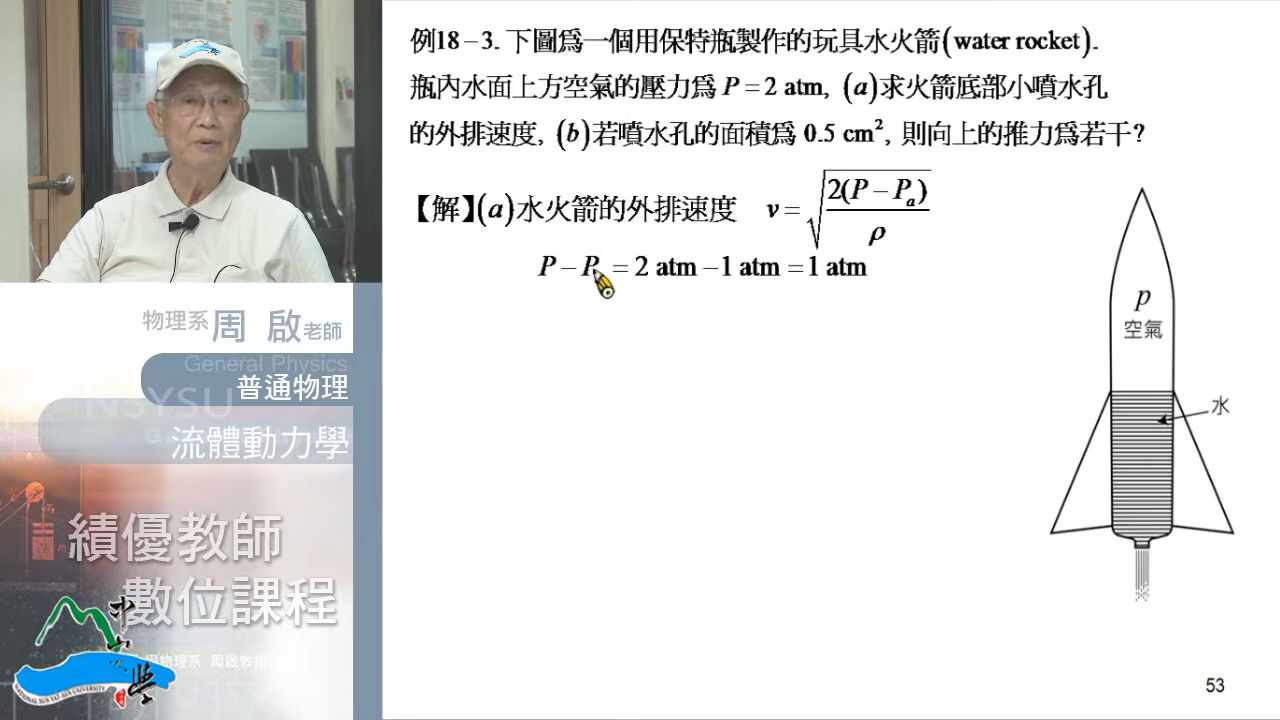 例18－3. 下圖為一個用保特瓶製作的玩具水火箭(water rocket).
瓶內水面上方空氣的壓力為 P = 2 atm, (a)求火箭底部小噴水孔
的外排速度, (b)若噴水孔的面積為 0.5 cm², 則向上的推力為若干?
【解】(a)水火箭的外排速度 v = √(2(P − Pₐ)/ρ)
P − P = 2 atm − 1 atm = 1 atm
p
空氣
水
物理系 周 啟 老師
General Physics
普通物理
NSYSU
流體動力學
績優教師
數位課程
53